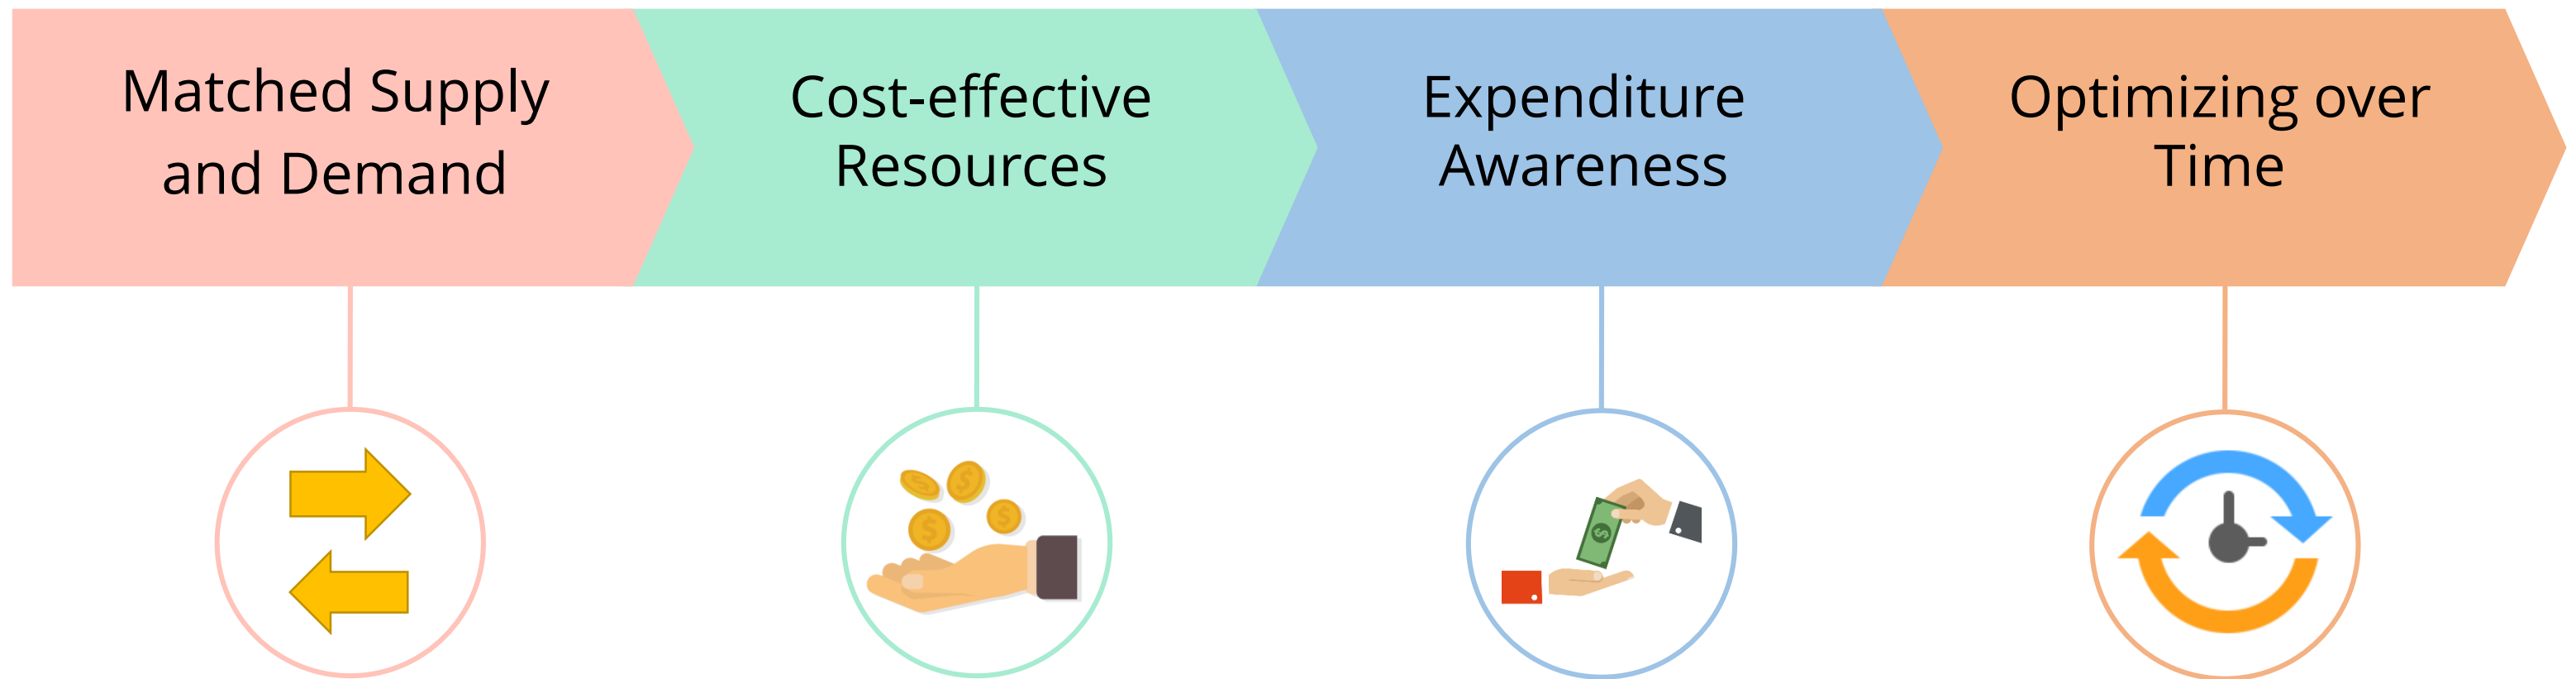 Matched Supply
and Demand
Cost-effective
Resources
Expenditure
Awareness
Optimizing over
Time
$
$
$
$
$